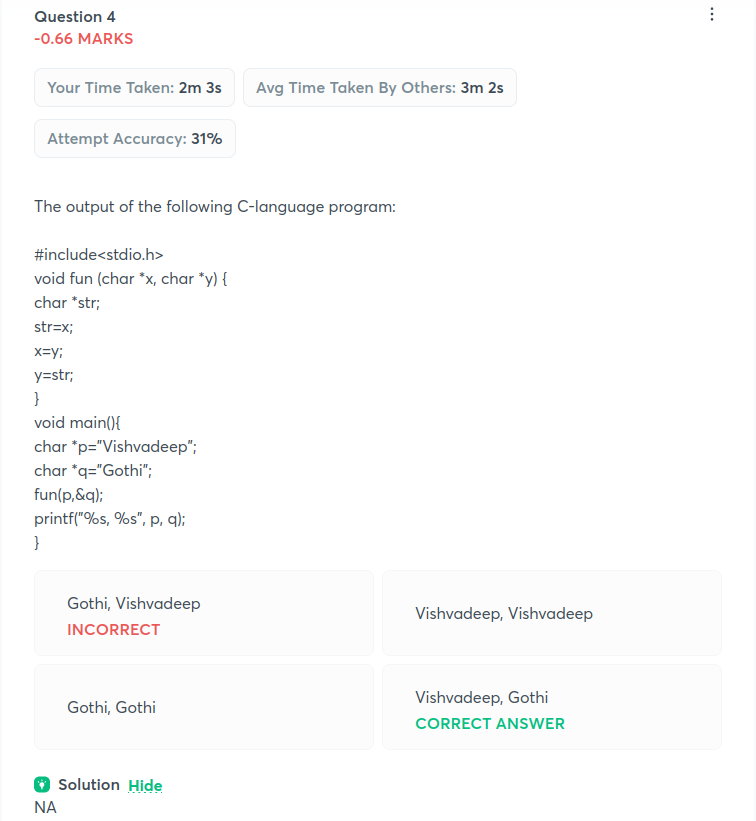 Question 4
-0.66 MARKS
Your Time Taken: 2m 3s
Avg Time Taken By Others: 3m 2s
Attempt Accuracy: 31%
The output of the following C-language program:
#include<stdio.h>
void fun (char *x, char *y) {
char *str;
str=x;
x=y;
y=str;
}
void main(){
char *p="Vishvadeep";
char *q="Gothi";
fun(p,&q);
printf("%s, %s", p, q);
}
Gothi, Vishvadeep
INCORRECT
Vishvadeep, Vishvadeep
Gothi, Gothi
Vishvadeep, Gothi
CORRECT ANSWER
Solution Hide
NA